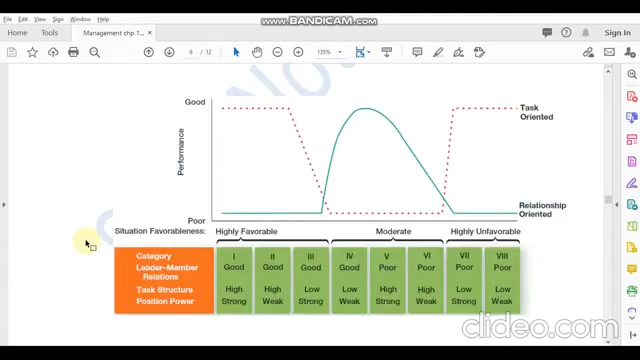 www.BANDICAM.com
File Edit View Sign Window Help
Home Tools Management chp 1... × Sign In
6 / 12 135%
Good
Task
Oriented
Performance
Relationship
Oriented
Poor
Situation Favorableness: Highly Favorable Moderate Highly Unfavorable
Category I II III IV V VI VII VIII
Leader-Member Good Good Good Good Poor Poor Poor Poor
Relations
Task Structure High High Low Low High High Low Low
Position Power Strong Weak Strong Weak Strong Weak Strong Weak
clideo.com